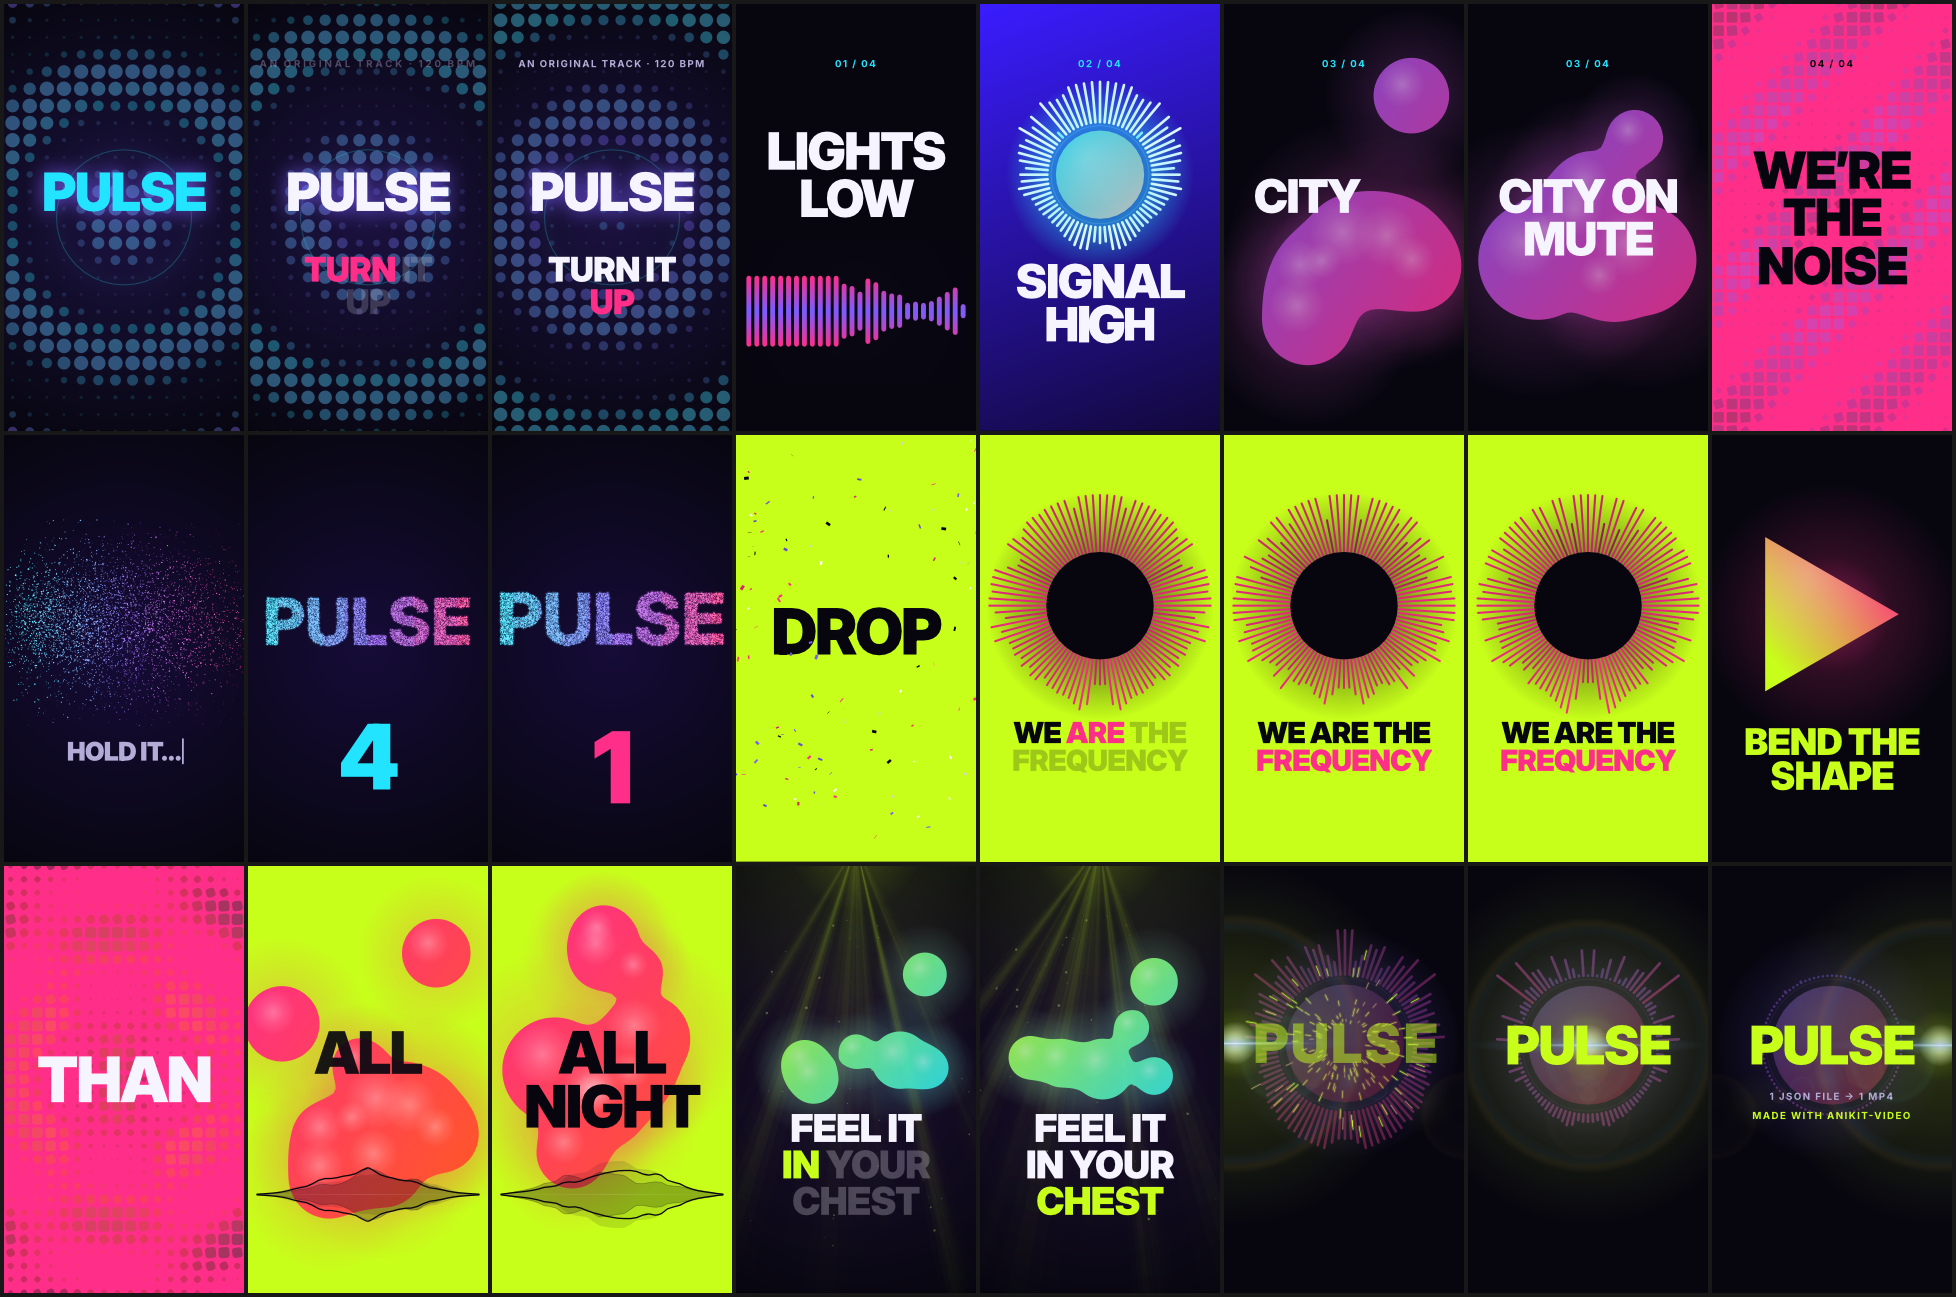 PULSE
AN ORIGINAL TRACK · 120 BPM
PULSE
TURN IT
UP
AN ORIGINAL TRACK · 120 BPM
PULSE
TURN IT
UP
01 / 04
LIGHTS
LOW
02 / 04
SIGNAL
HIGH
03 / 04
CITY
03 / 04
CITY ON
MUTE
04 / 04
WE'RE
THE
NOISE
HOLD IT...
PULSE
4
PULSE
1
DROP
WE ARE THE
FREQUENCY
WE ARE THE
FREQUENCY
WE ARE THE
FREQUENCY
BEND THE
SHAPE
THAN
ALL
ALL
NIGHT
FEEL IT
IN YOUR
CHEST
FEEL IT
IN YOUR
CHEST
PULSE
PULSE
PULSE
1 JSON FILE → 1 MP4
MADE WITH ANIKIT-VIDEO